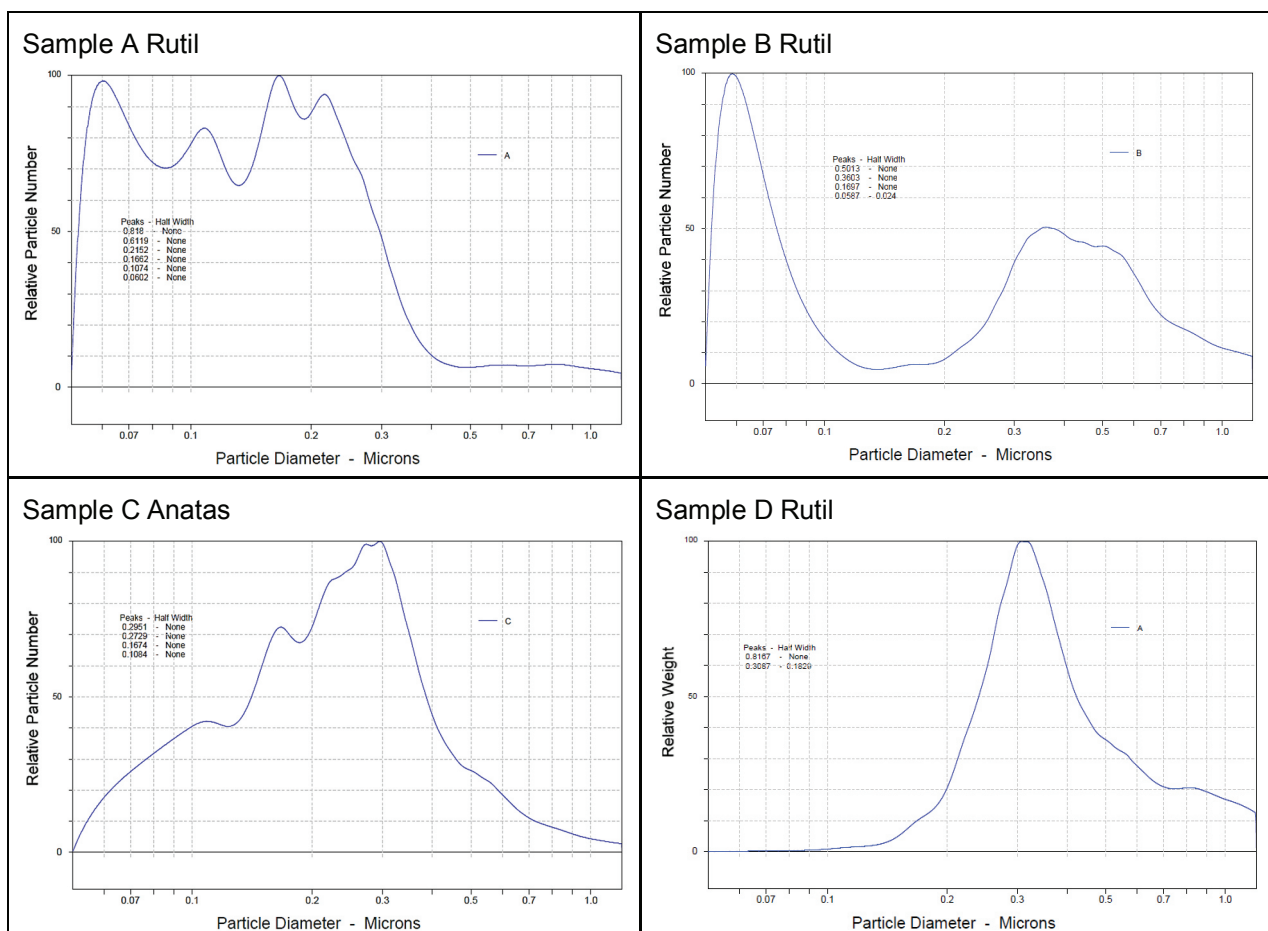 Sample A Rutil
100
50
0
Relative Particle Number
A
Peaks - Half Width
0.818 - None
0.6119 - None
0.2152 - None
0.1662 - None
0.1074 - None
0.0602 - None
0.07 0.1 0.2 0.3 0.5 0.7 1.0
Particle Diameter - Microns
Sample B Rutil
100
50
0
Relative Particle Number
B
Peaks - Half Width
0.5013 - None
0.3603 - None
0.1697 - None
0.0587 - 0.024
0.07 0.1 0.2 0.3 0.5 0.7 1.0
Particle Diameter - Microns
Sample C Anatas
100
50
0
Relative Particle Number
C
Peaks - Half Width
0.2951 - None
0.2729 - None
0.1674 - None
0.1084 - None
0.07 0.1 0.2 0.3 0.5 0.7 1.0
Particle Diameter - Microns
Sample D Rutil
100
50
0
Relative Weight
A
Peaks - Half Width
0.8167 - None
0.3087 - 0.1829
0.07 0.1 0.2 0.3 0.5 0.7 1.0
Particle Diameter - Microns